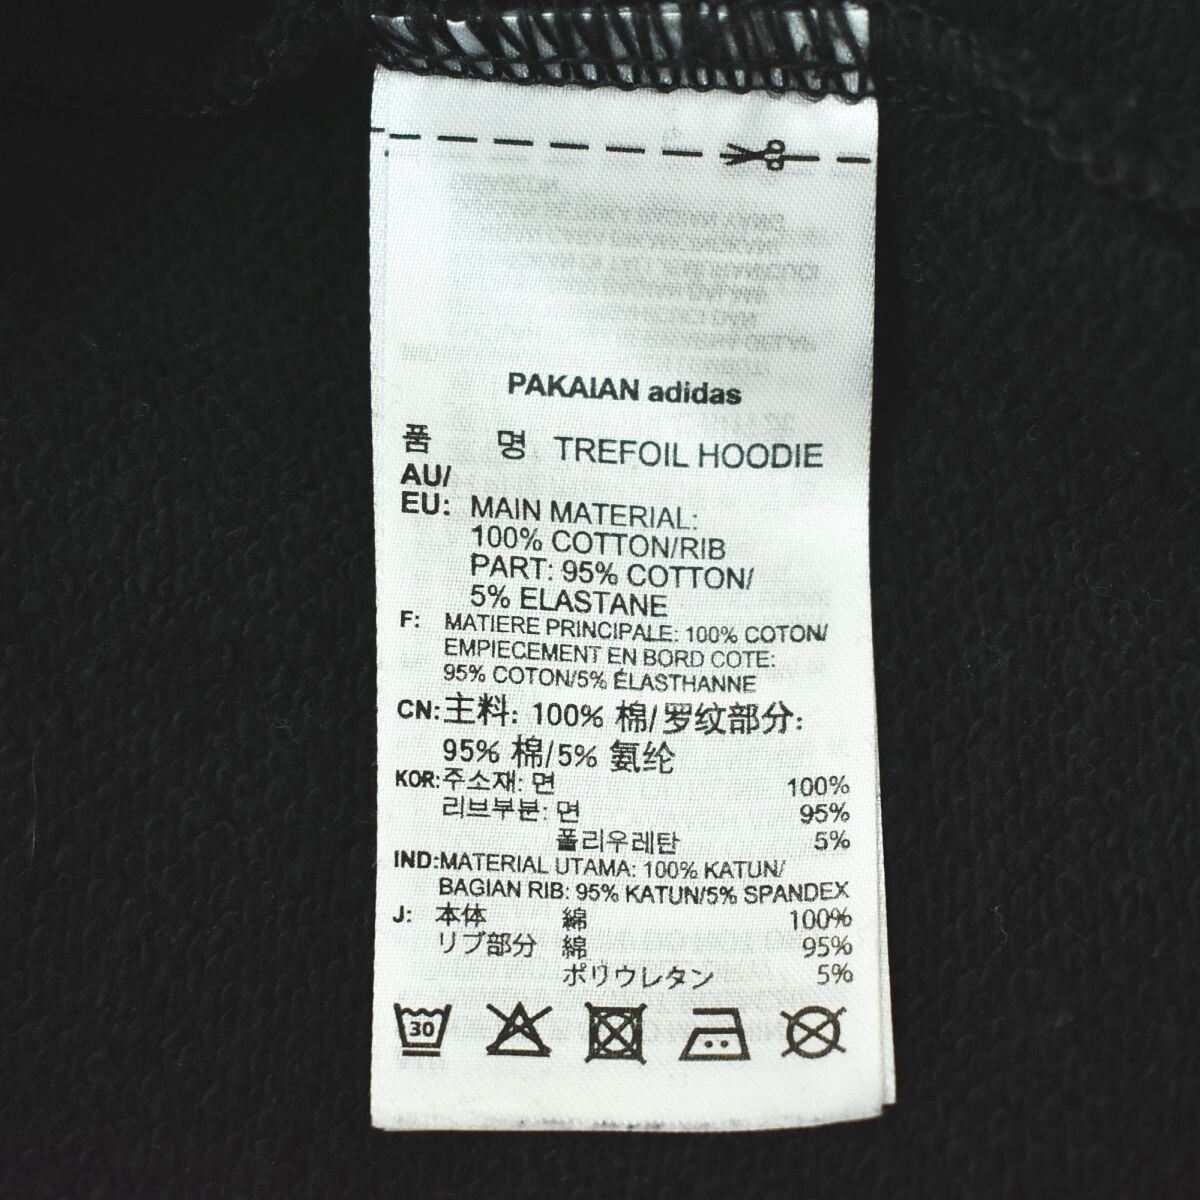 PAKAIAN adidas
품 명 TREFOIL HOODIE
AU/
EU: MAIN MATERIAL:
100% COTTON/RIB
PART: 95% COTTON/
5% ELASTANE
F: MATIERE PRINCIPALE: 100% COTON/
EMPIECEMENT EN BORD COTE:
95% COTON/5% ÉLASTHANNE
CN: 主料: 100% 棉/罗纹部分:
95% 棉/5% 氨纶
KOR: 주소재: 면 100%
리브부분: 면 95%
폴리우레탄 5%
IND: MATERIAL UTAMA: 100% KATUN/
BAGIAN RIB: 95% KATUN/5% SPANDEX
J: 本体 綿 100%
リブ部分 綿 95%
ポリウレタン 5%
30